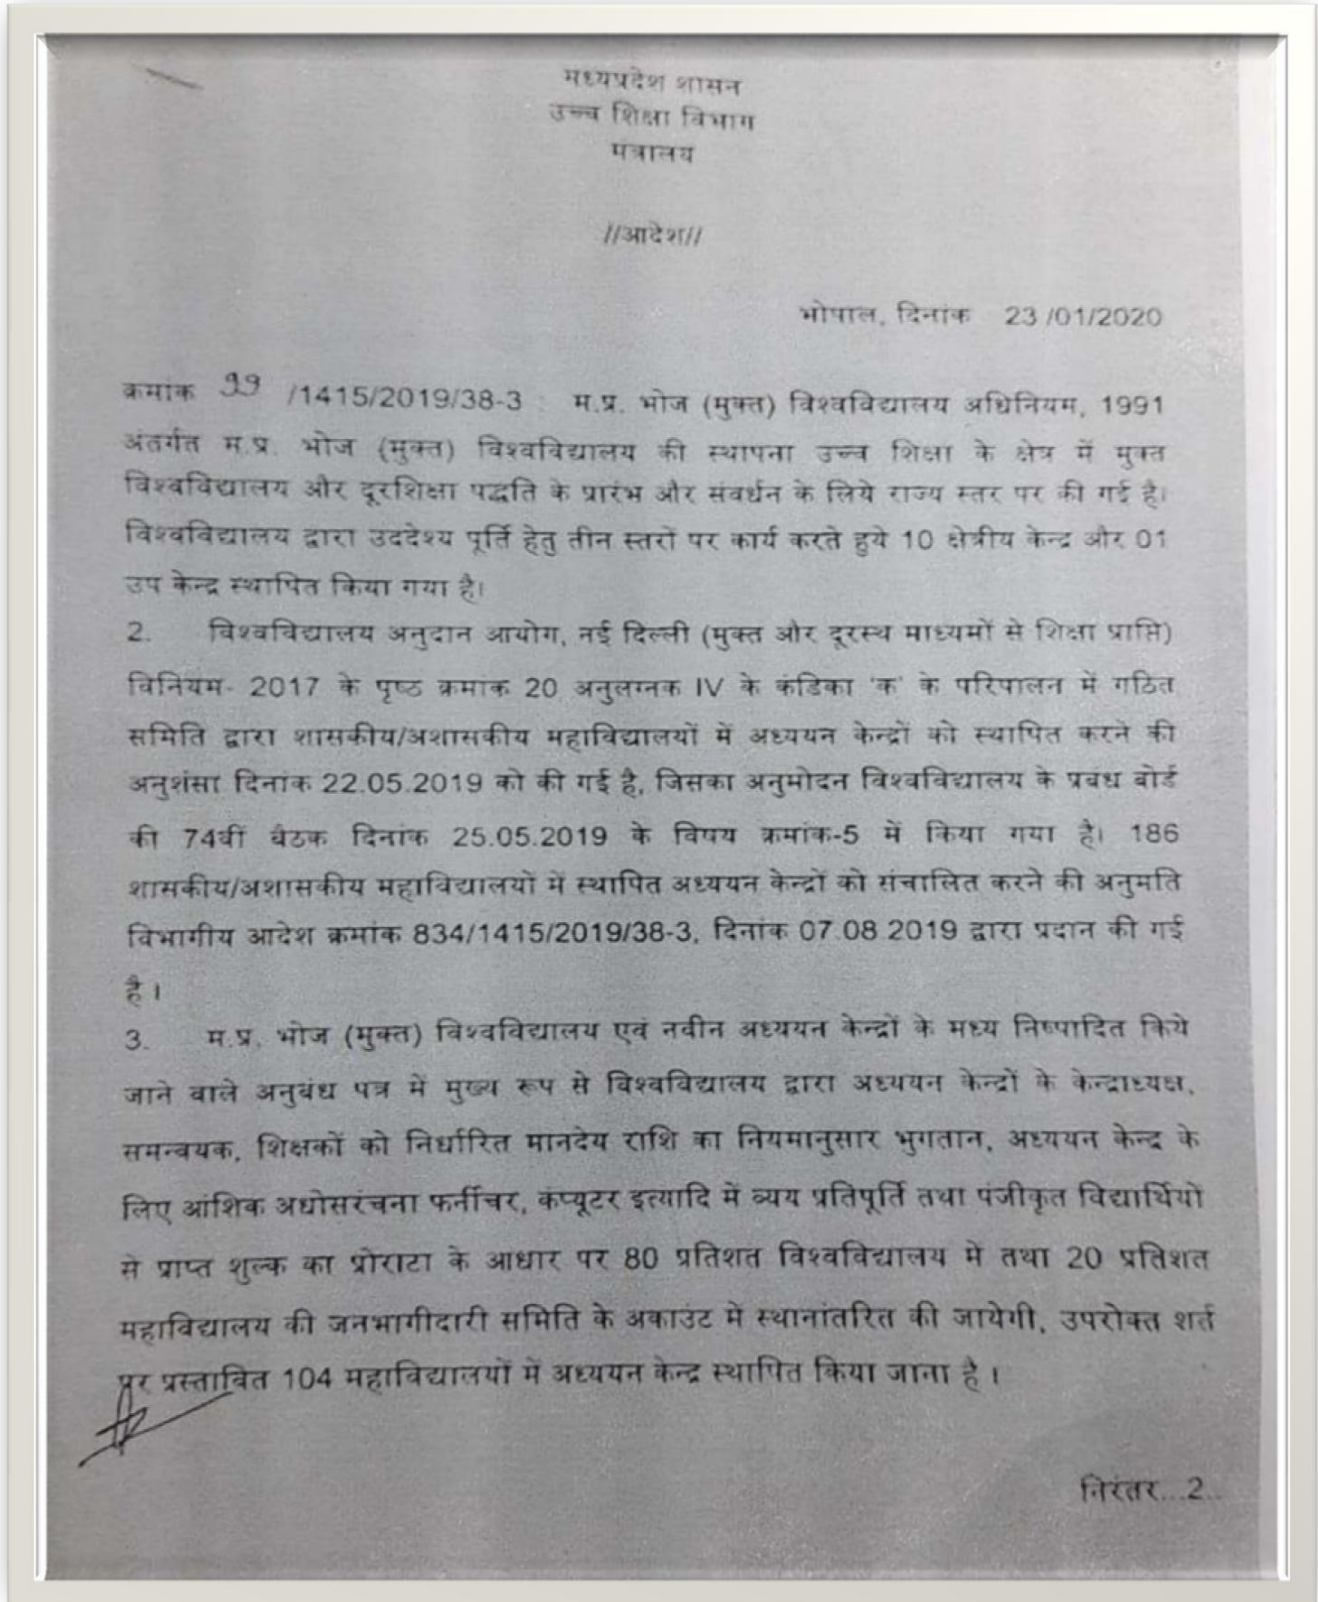 मध्यप्रदेश शासन
उच्च शिक्षा विभाग
मंत्रालय
//आदेश//
भोपाल, दिनांक 23 /01/2020
क्रमांक 99 /1415/2019/38-3 : म.प्र. भोज (मुक्त) विश्वविद्यालय अधिनियम, 1991
अंतर्गत म.प्र. भोज (मुक्त) विश्वविद्यालय की स्थापना उच्च शिक्षा के क्षेत्र में मुक्त
विश्वविद्यालय और दूरशिक्षा पद्धति के प्रारंभ और संवर्धन के लिये राज्य स्तर पर की गई है।
विश्वविद्यालय द्वारा उददेश्य पूर्ति हेतु तीन स्तरों पर कार्य करते हुये 10 क्षेत्रीय केन्द्र और 01
उप केन्द्र स्थापित किया गया है।
2. विश्वविद्यालय अनुदान आयोग, नई दिल्ली (मुक्त और दूरस्थ माध्यमों से शिक्षा प्राप्ति)
विनियम- 2017 के पृष्ठ क्रमांक 20 अनुलग्नक IV के कंडिका 'क' के परिपालन में गठित
समिति द्वारा शासकीय/अशासकीय महाविद्यालयों में अध्ययन केन्द्रों को स्थापित करने की
अनुशंसा दिनांक 22.05.2019 को की गई है, जिसका अनुमोदन विश्वविद्यालय के प्रबंध बोर्ड
की 74वीं बैठक दिनांक 25.05.2019 के विषय क्रमांक-5 में किया गया है। 186
शासकीय/अशासकीय महाविद्यालयों में स्थापित अध्ययन केन्द्रों को संचालित करने की अनुमति
विभागीय आदेश क्रमांक 834/1415/2019/38-3, दिनांक 07.08.2019 द्वारा प्रदान की गई
है ।
3. म.प्र. भोज (मुक्त) विश्वविद्यालय एवं नवीन अध्ययन केन्द्रों के मध्य निष्पादित किये
जाने वाले अनुबंध पत्र में मुख्य रूप से विश्वविद्यालय द्वारा अध्ययन केन्द्रों के केन्द्राध्यक्ष,
समन्वयक, शिक्षकों को निर्धारित मानदेय राशि का नियमानुसार भुगतान, अध्ययन केन्द्र के
लिए आंशिक अधोसरंचना फर्नीचर, कंप्यूटर इत्यादि में व्यय प्रतिपूर्ति तथा पंजीकृत विद्यार्थियों
से प्राप्त शुल्क का प्रोराटा के आधार पर 80 प्रतिशत विश्वविद्यालय में तथा 20 प्रतिशत
महाविद्यालय की जनभागीदारी समिति के अकाउंट में स्थानांतरित की जायेगी, उपरोक्त शर्त
पर प्रस्तावित 104 महाविद्यालयों में अध्ययन केन्द्र स्थापित किया जाना है ।
निरंतर...2..